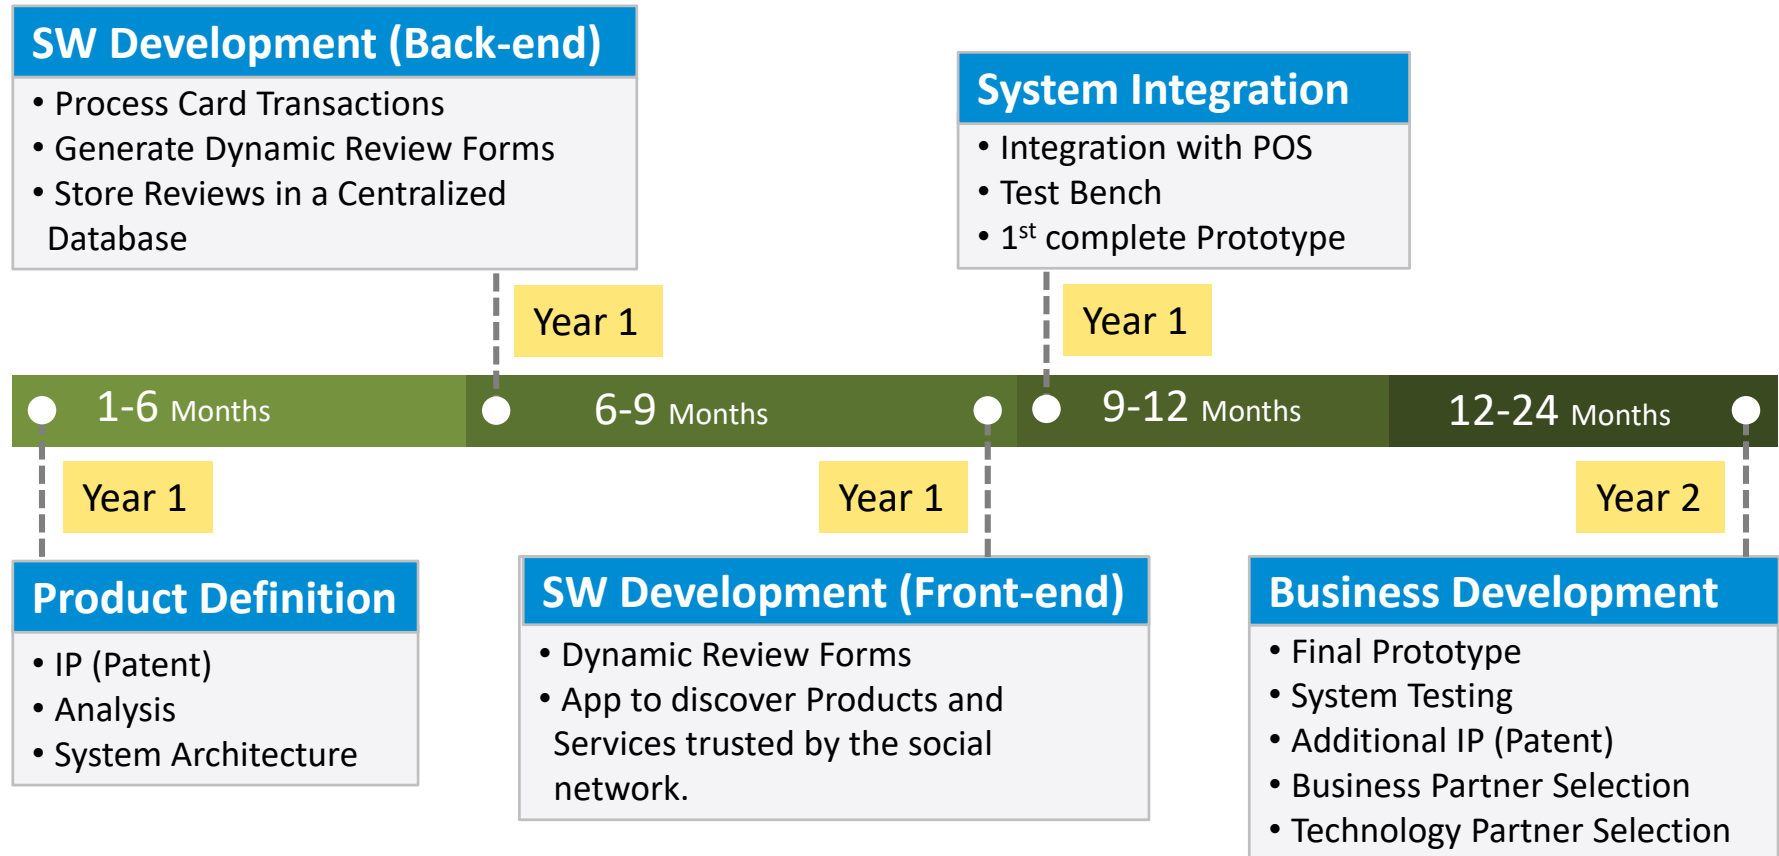 SW Development (Back-end)
• Process Card Transactions
• Generate Dynamic Review Forms
• Store Reviews in a Centralized
Database
System Integration
• Integration with POS
• Test Bench
• 1st complete Prototype
Year 1
Year 1
1-6 Months
6-9 Months
9-12 Months
12-24 Months
Year 1
Year 1
Year 2
Product Definition
• IP (Patent)
• Analysis
• System Architecture
SW Development (Front-end)
• Dynamic Review Forms
• App to discover Products and
Services trusted by the social
network.
Business Development
• Final Prototype
• System Testing
• Additional IP (Patent)
• Business Partner Selection
• Technology Partner Selection